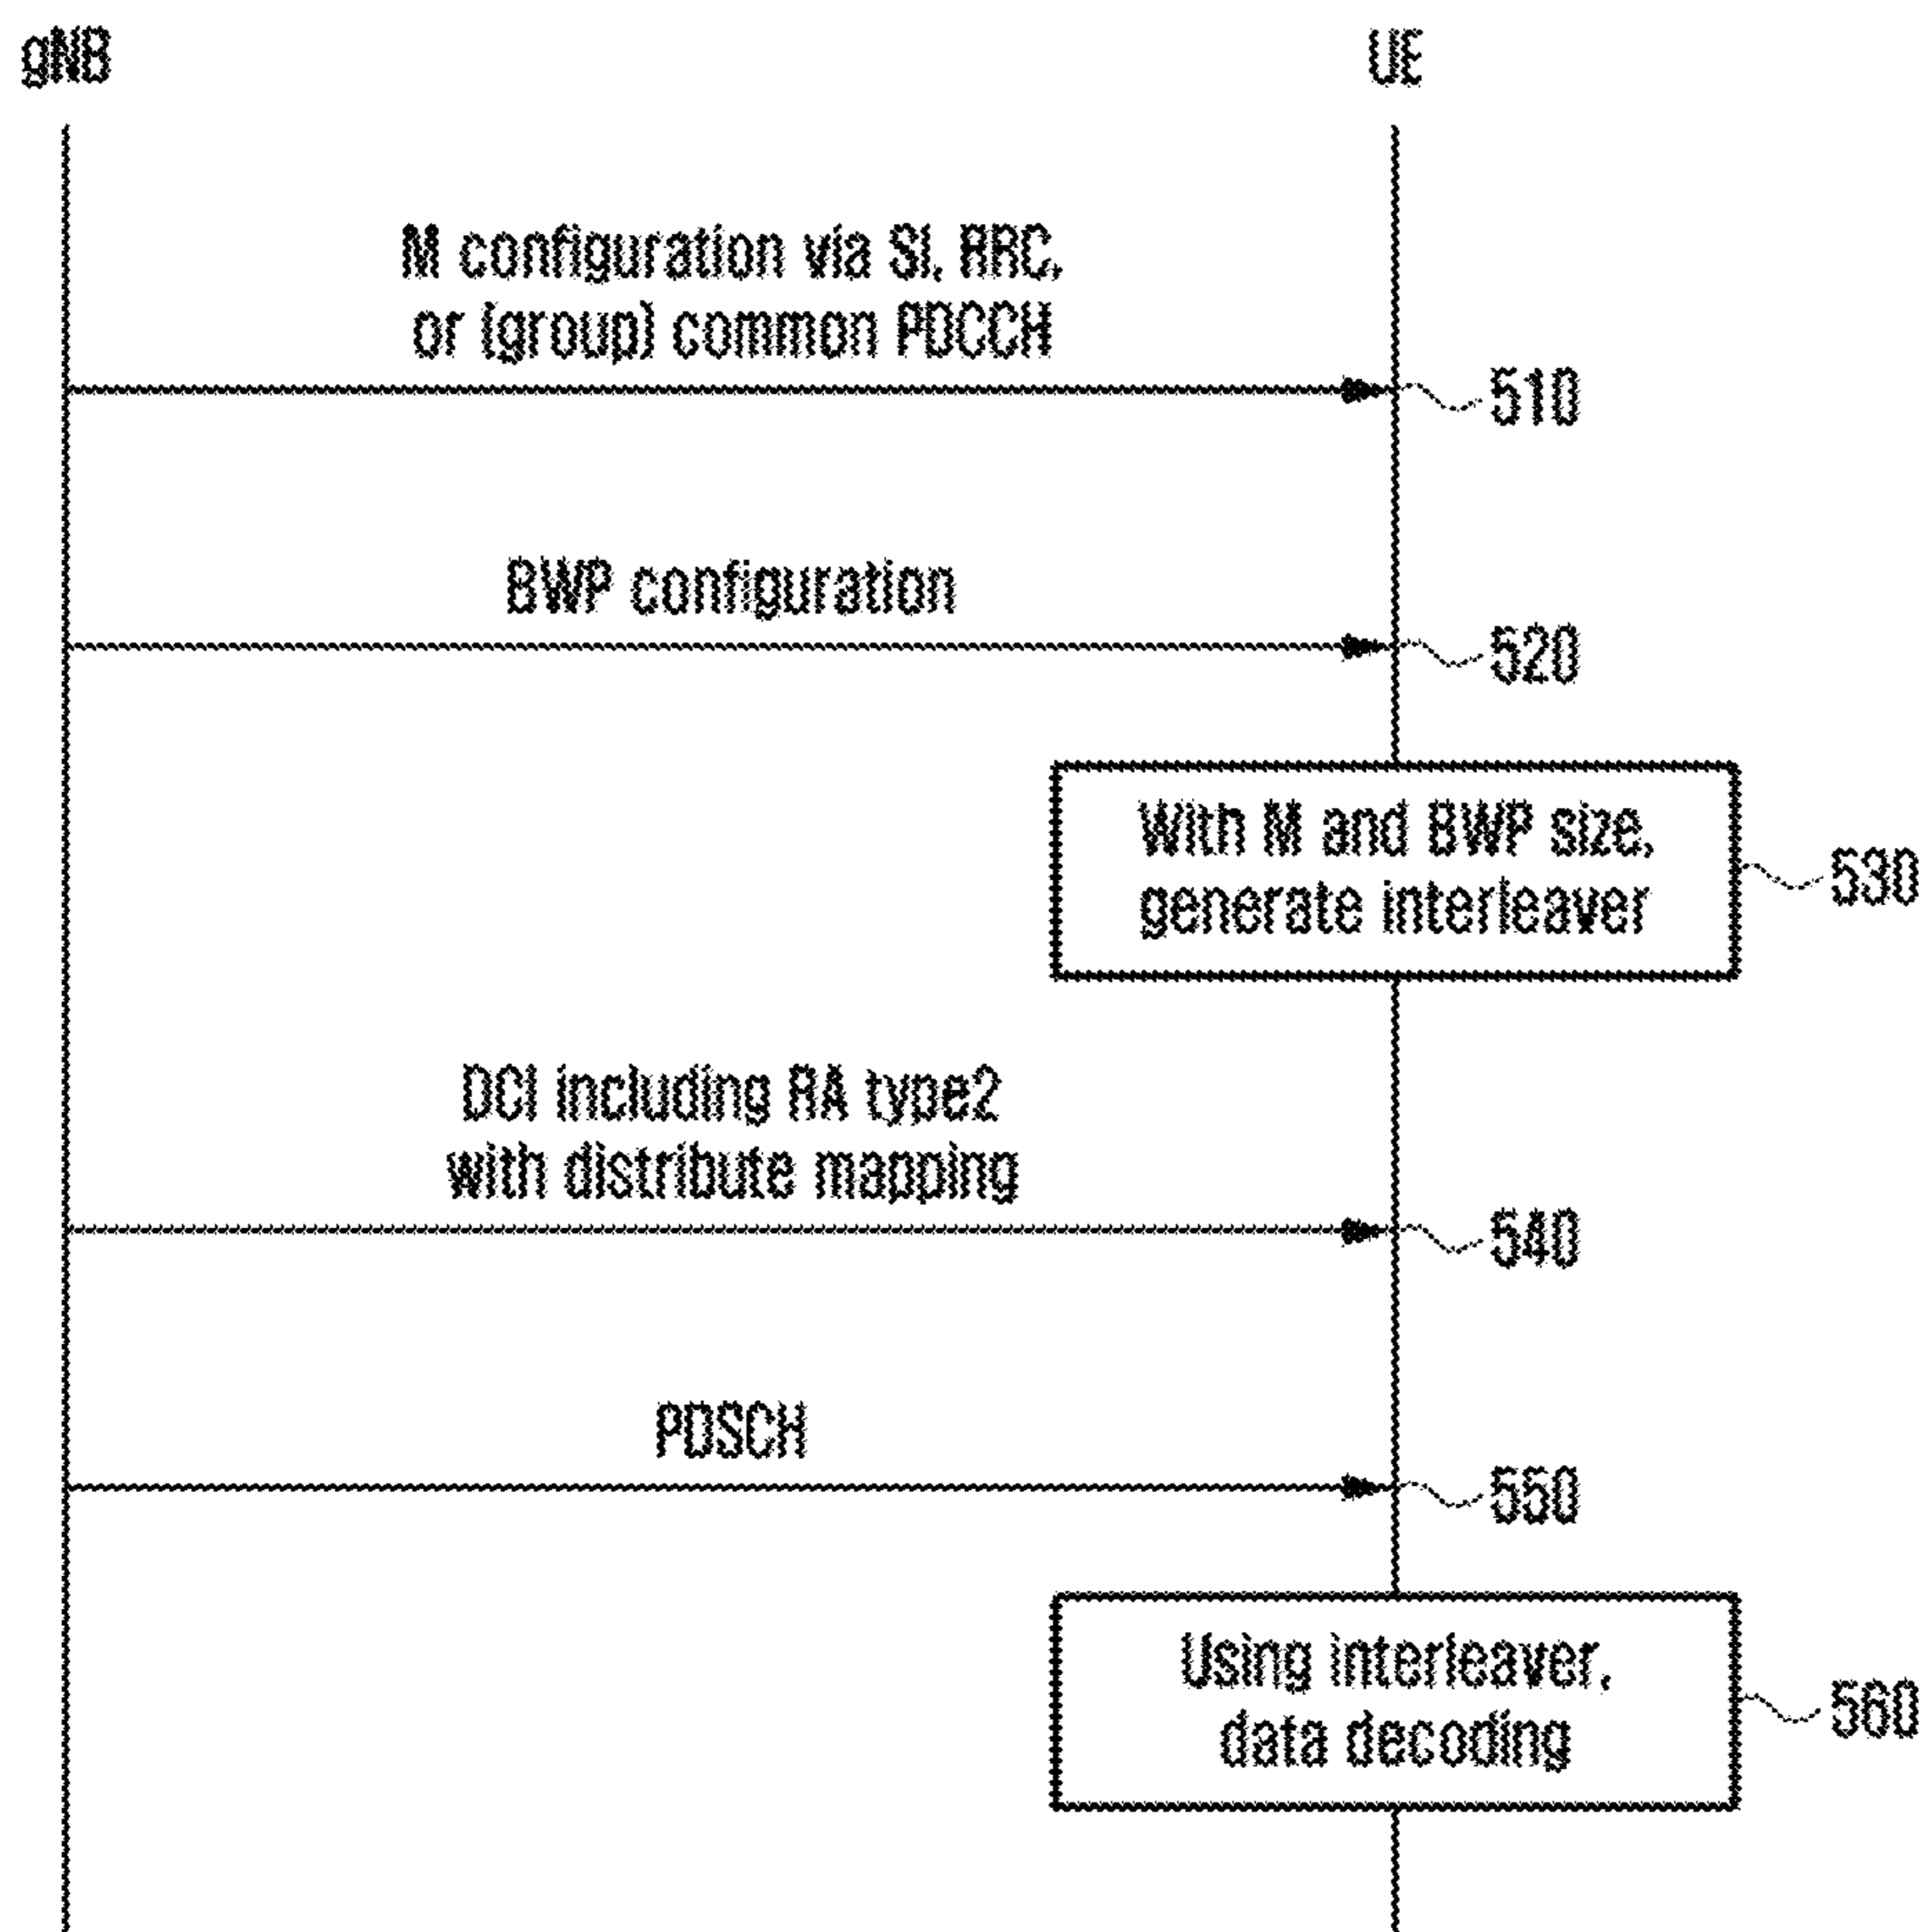 gNB
UE
M configuration via SI, RRC,
or (group) common PDCCH
510
BWP configuration
520
With M and BWP size,
generate interleaver
530
DCI including RA type2
with distribute mapping
540
PDSCH
550
Using interleaver,
data decoding
560